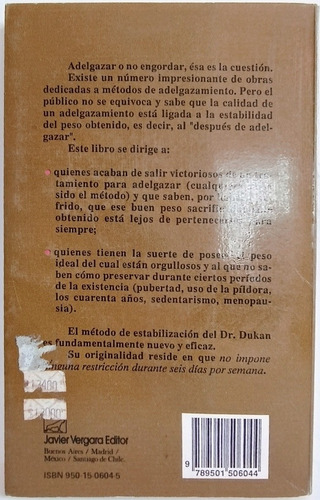 Adelgazar o no engordar, ésa es la cuestión.
Existe un número impresionante de obras
dedicadas a métodos de adelgazamiento. Pero el
público no se equivoca y sabe que la calidad de
un adelgazamiento está ligada a la estabilidad
del peso obtenido, es decir, al "después de adel-
gazar".
Este libro se dirige a:
quienes acaban de salir victoriosos de un
tamiento para adelgazar
sido el método) y que saben, por
frido, que ese buen peso
obtenido está lejos de
siempre;
quienes tienen la suerte de peso
ideal del cual están orgullosos y al que no sa-
ben cómo preservar durante ciertos períodos
de la existencia (pubertad, uso de la píldora,
los cuarenta años, sedentarismo, menopau-
sia).
El método de estabilización del Dr. Dukan
es fundamentalmente nuevo y eficaz.
Su originalidad reside en que no impone
ninguna restricción durante seis días por semana.
Javier Vergara Editor
Buenos Aires / Madrid /
México / Santiago de Chile
ISBN 950-15-0604-5
9 789501 506044